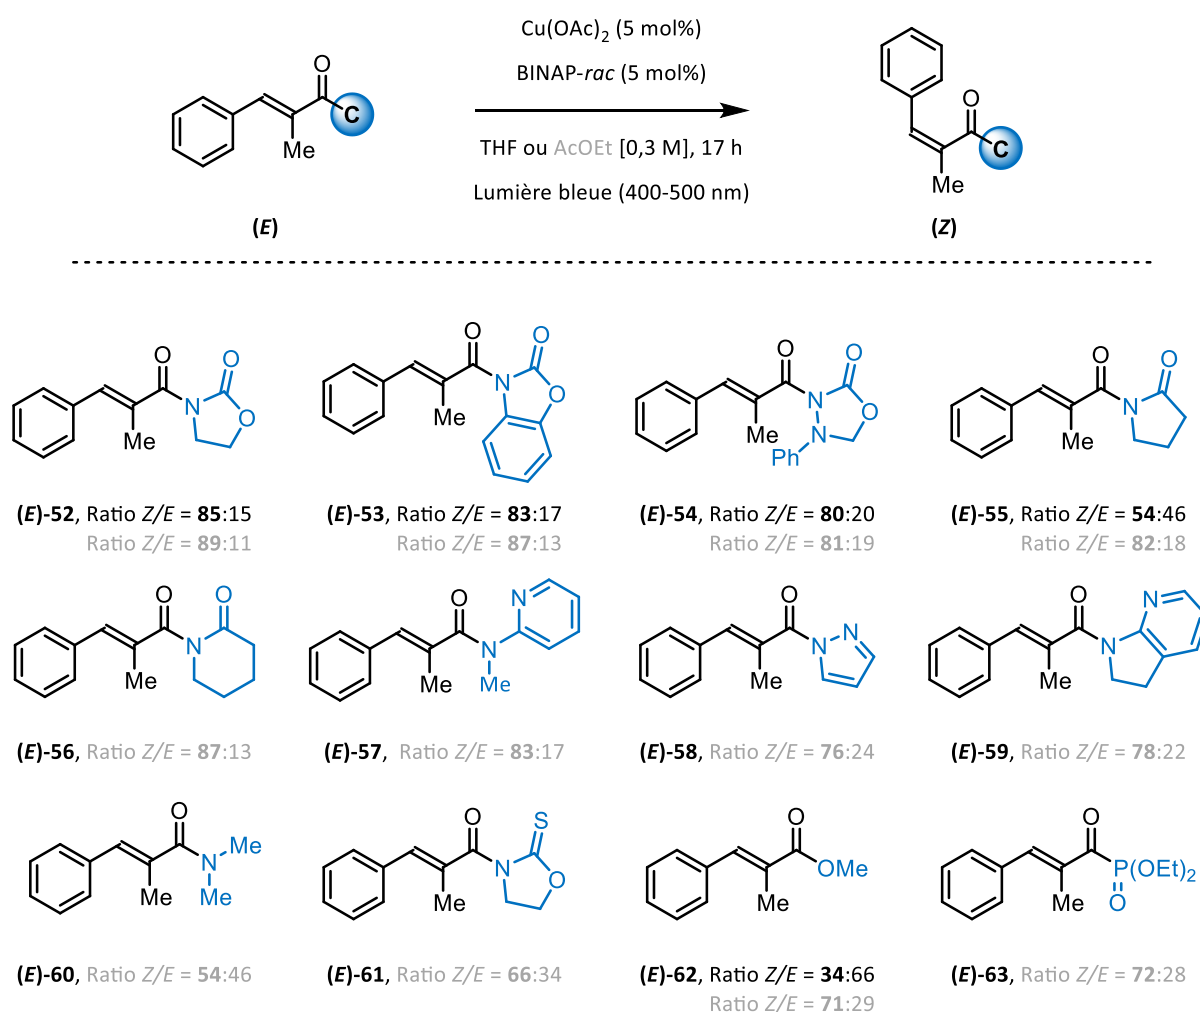 Cu(OAc)2 (5 mol%)
BINAP-rac (5 mol%)
THF ou AcOEt [0,3 M], 17 h
Lumière bleue (400-500 nm)
O
C
Me
(E)
O
C
Me
(Z)
O O
N O
Me
O O
N O
Me
O O
N O
Me N
Ph
O O
N
Me
(E)-52, Ratio Z/E = 85:15
Ratio Z/E = 89:11
(E)-53, Ratio Z/E = 83:17
Ratio Z/E = 87:13
(E)-54, Ratio Z/E = 80:20
Ratio Z/E = 81:19
(E)-55, Ratio Z/E = 54:46
Ratio Z/E = 82:18
O O
N
Me
O N
N
Me Me
O
N N
Me
O N
N
Me
(E)-56, Ratio Z/E = 87:13
(E)-57, Ratio Z/E = 83:17
(E)-58, Ratio Z/E = 76:24
(E)-59, Ratio Z/E = 78:22
O
Me
N
Me Me
O S
N O
Me
O
OMe
Me
O
P(OEt)2
Me O
(E)-60, Ratio Z/E = 54:46
(E)-61, Ratio Z/E = 66:34
(E)-62, Ratio Z/E = 34:66
Ratio Z/E = 71:29
(E)-63, Ratio Z/E = 72:28